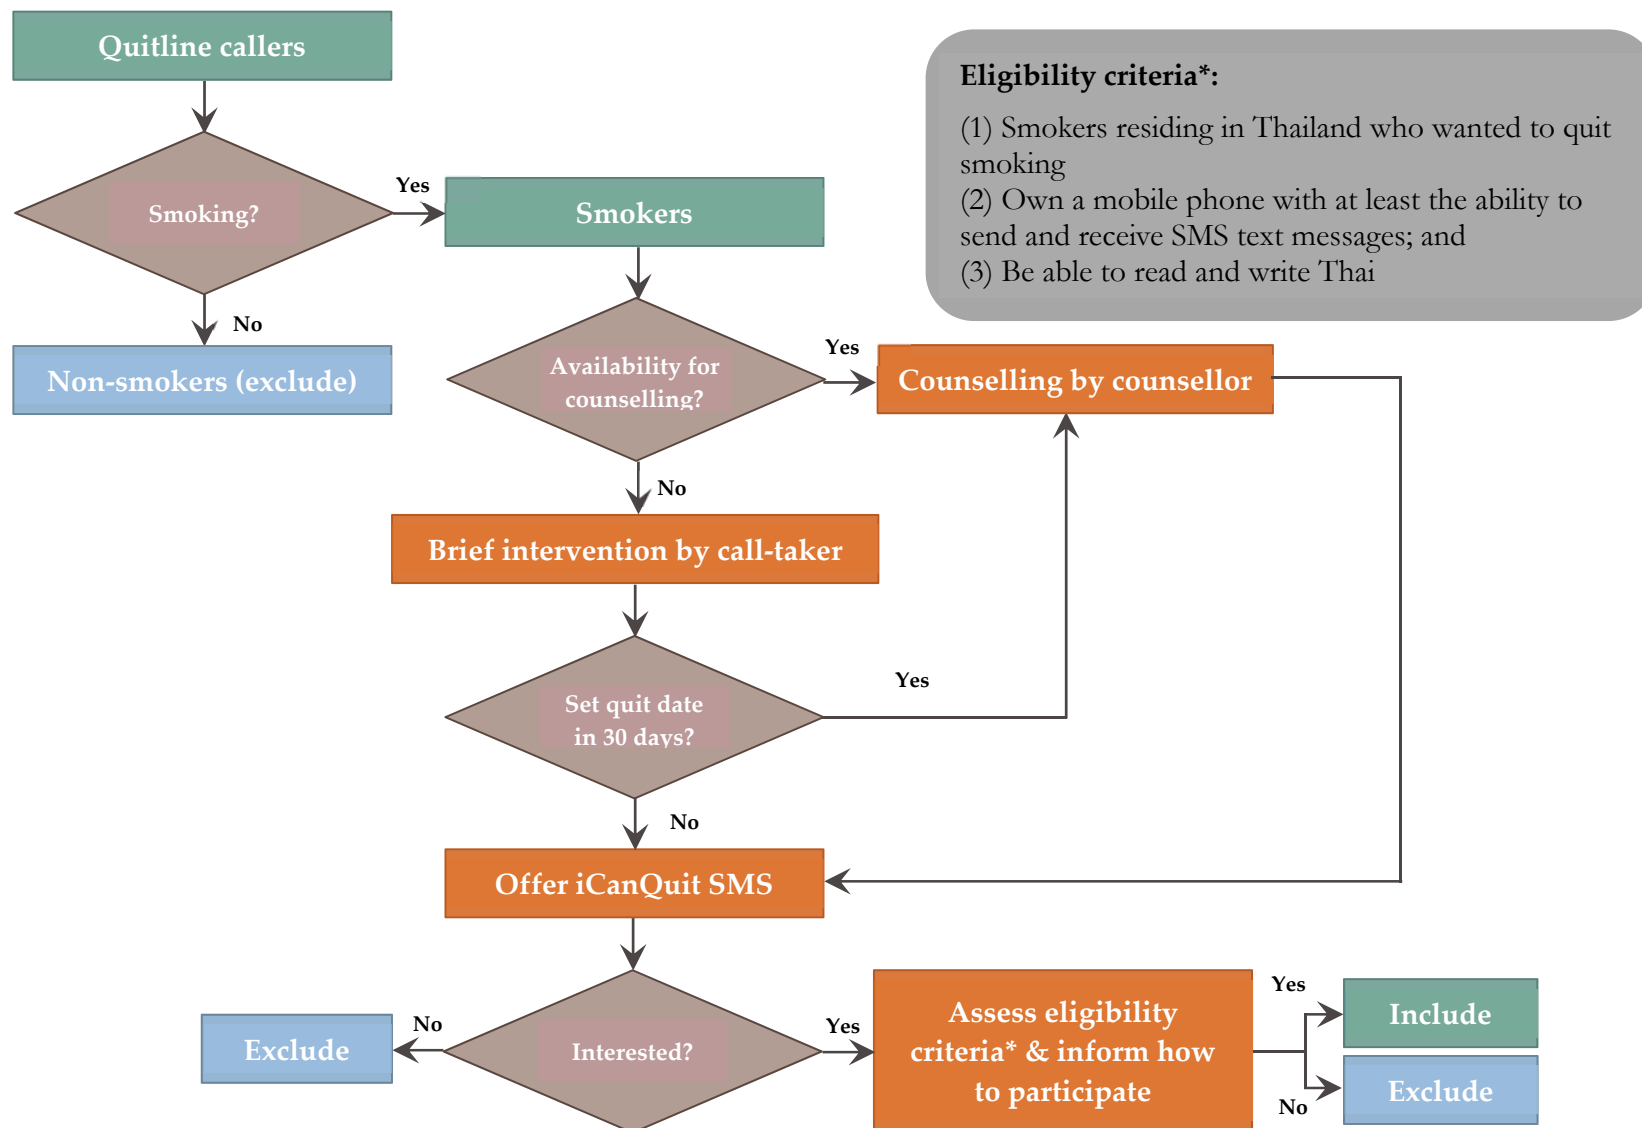 Quitline callers
Eligibility criteria*:
(1) Smokers residing in Thailand who wanted to quit
smoking
(2) Own a mobile phone with at least the ability to
send and receive SMS text messages; and
(3) Be able to read and write Thai
Smoking?
Yes
Smokers
No
Non-smokers (exclude)
Availability for
counselling?
Yes
Counselling by counsellor
No
Brief intervention by call-taker
Set quit date
in 30 days?
Yes
No
Offer iCanQuit SMS
Interested?
No
Exclude
Yes
Assess eligibility
criteria* & inform how
to participate
Yes
Include
No
Exclude